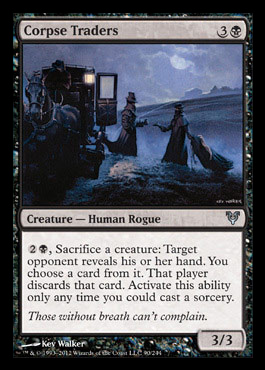 Corpse Traders 3
Creature — Human Rogue
2, Sacrifice a creature: Target
opponent reveals his or her hand. You
choose a card from it. That player
discards that card. Activate this ability
only any time you could cast a sorcery.
Those without breath can't complain.
Kev Walker
™ & © 1993–2012 Wizards of the Coast LLC 90/244
3/3